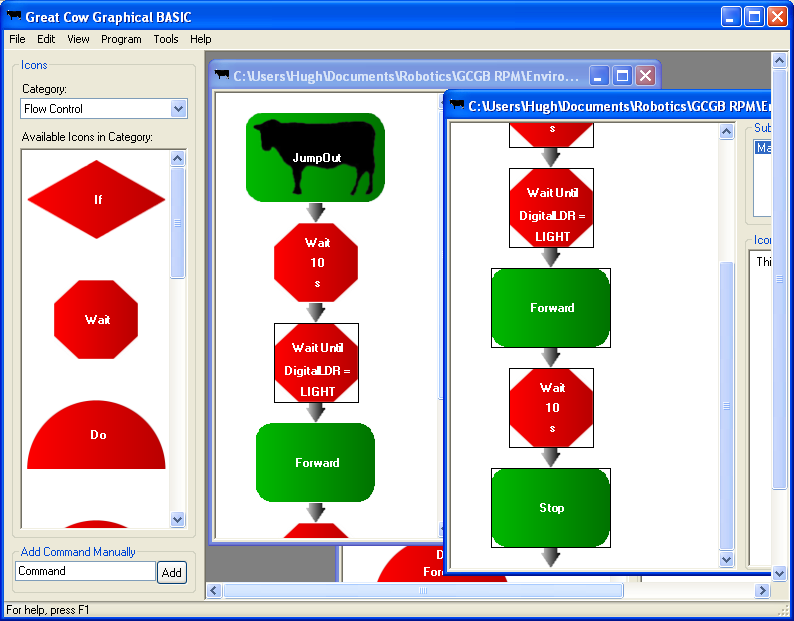 Great Cow Graphical BASIC
File Edit View Program Tools Help
Icons
Category:
Flow Control
Available Icons in Category:
If
Wait
Do
Add Command Manually
Command
Add
For help, press F1
C:\Users\Hugh\Documents\Robotics\GCGB RPM\Enviro...
JumpOut
Wait
10
s
Wait Until
DigitalLDR =
LIGHT
Forward
C:\Users\Hugh\Documents\Robotics\GCGB RPM\En
s
Wait Until
DigitalLDR =
LIGHT
Forward
Wait
10
s
Stop
Sub
Ma
Icon
Thi
D
For